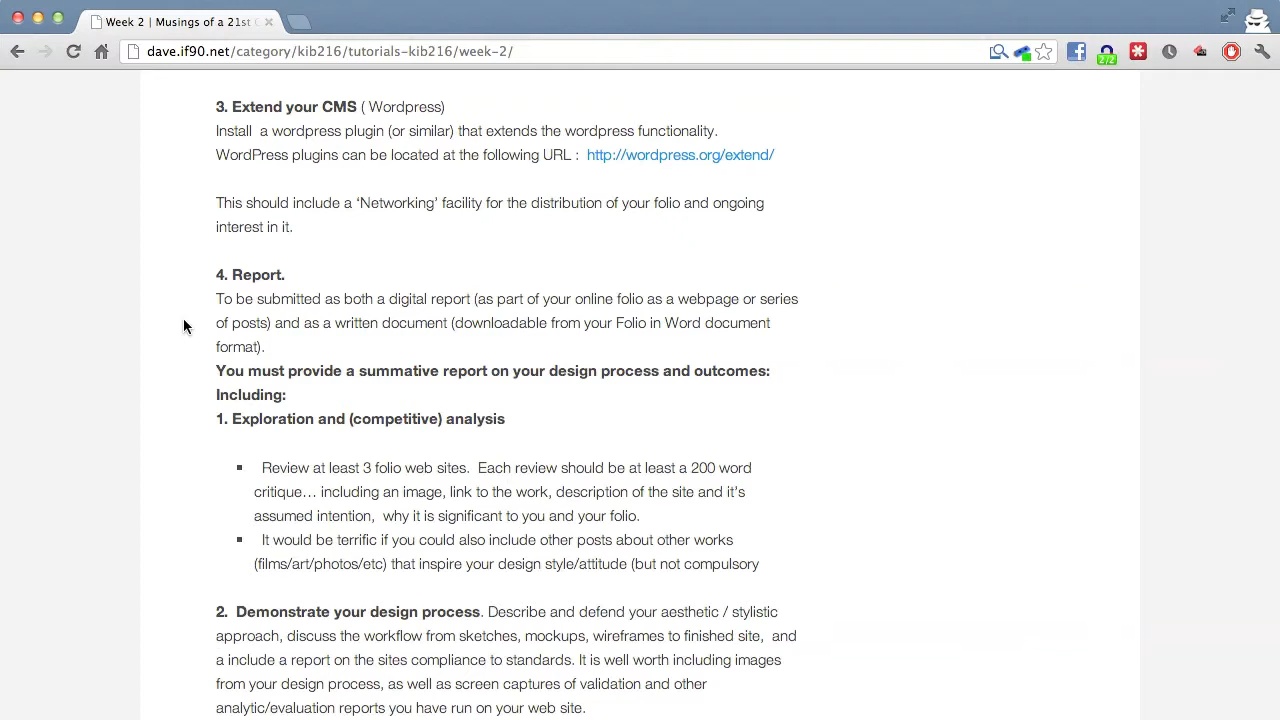 Week 2 | Musings of a 21st
dave.if90.net/category/kib216/tutorials-kib216/week-2/
2/2
3. Extend your CMS ( Wordpress)
Install  a wordpress plugin (or similar) that extends the wordpress functionality.
WordPress plugins can be located at the following URL :  http://wordpress.org/extend/
This should include a ‘Networking’ facility for the distribution of your folio and ongoing
interest in it.
4. Report.
To be submitted as both a digital report (as part of your online folio as a webpage or series
of posts) and as a written document (downloadable from your Folio in Word document
format).
You must provide a summative report on your design process and outcomes:
Including:
1. Exploration and (competitive) analysis
Review at least 3 folio web sites.  Each review should be at least a 200 word
critique… including an image, link to the work, description of the site and it’s
assumed intention,  why it is significant to you and your folio.
It would be terrific if you could also include other posts about other works
(films/art/photos/etc) that inspire your design style/attitude (but not compulsory
2.  Demonstrate your design process. Describe and defend your aesthetic / stylistic
approach, discuss the workflow from sketches, mockups, wireframes to finished site,  and
a include a report on the sites compliance to standards. It is well worth including images
from your design process, as well as screen captures of validation and other
analytic/evaluation reports you have run on your web site.